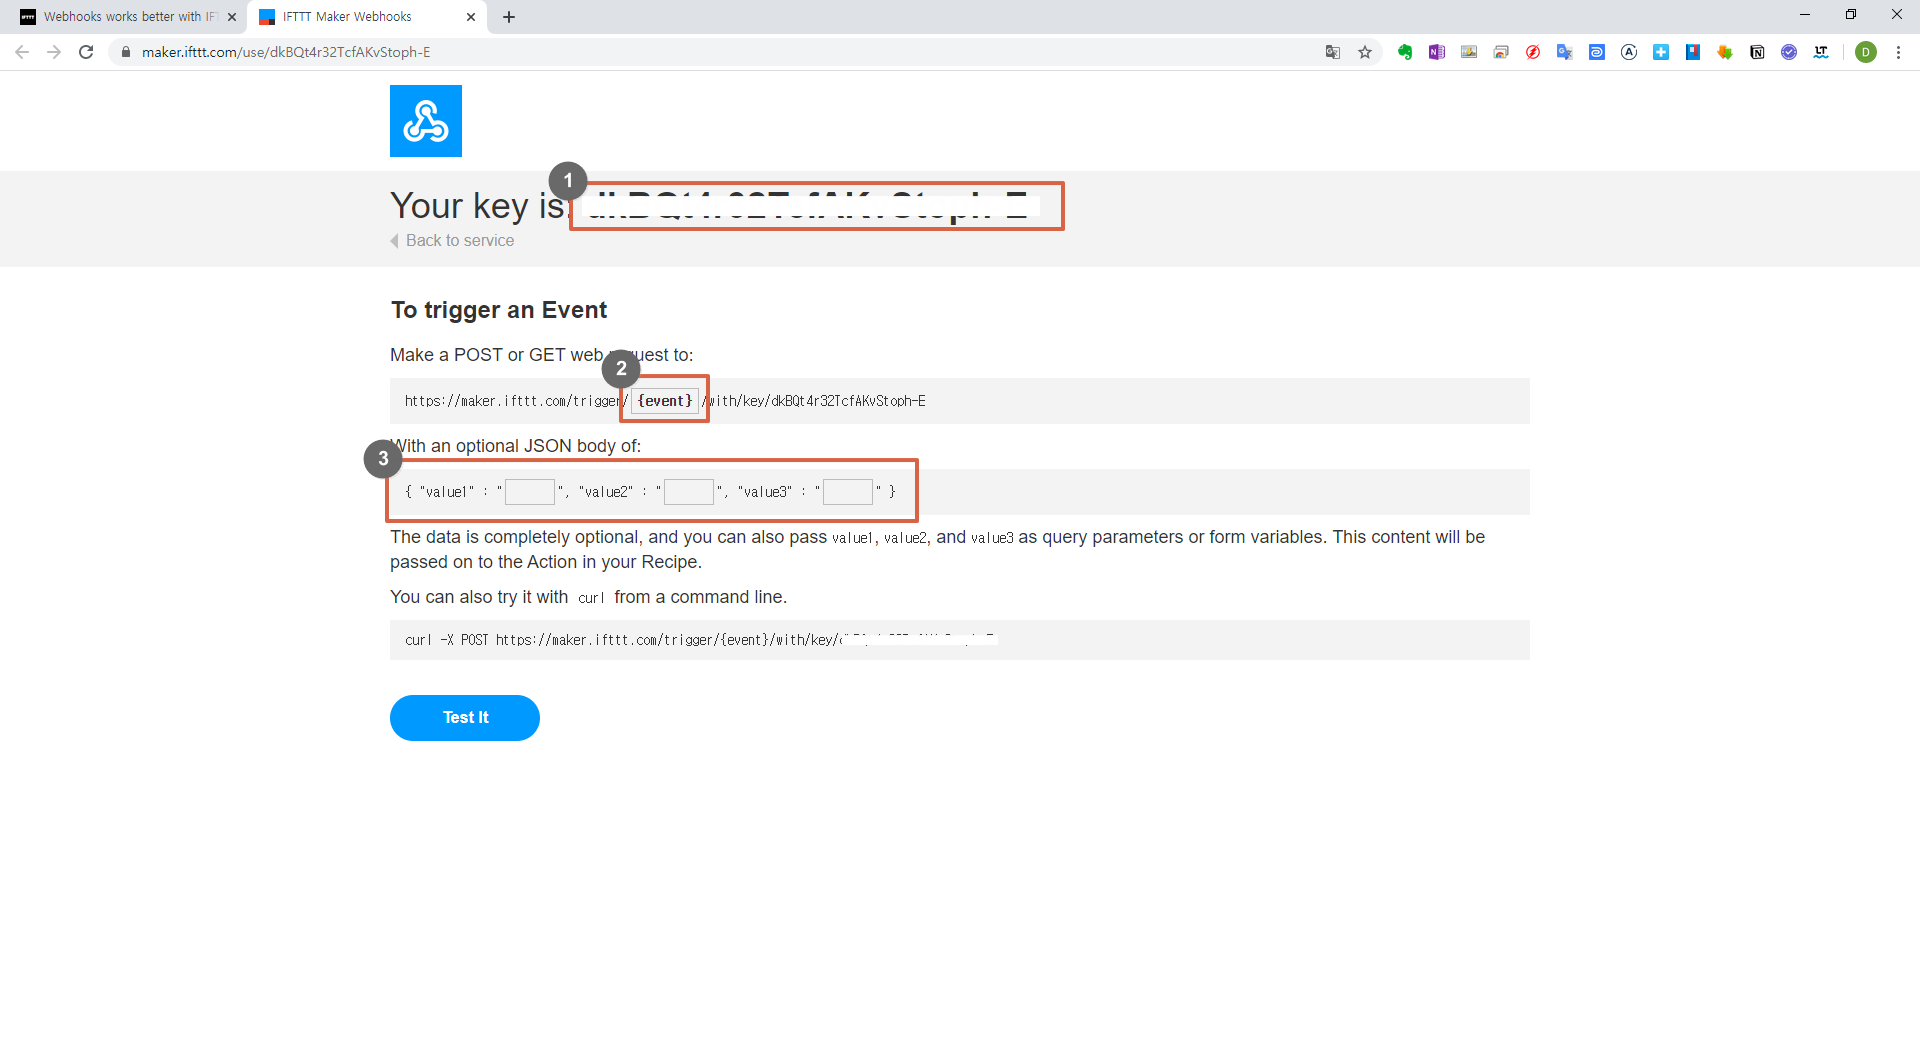 Webhooks works better with IFT
IFTTT Maker Webhooks
maker.ifttt.com/use/dkBQt4r32TcfAKvStoph-E
D
1
Your key is:
Back to service
To trigger an Event
Make a POST or GET web request to:
2
https://maker.ifttt.com/trigger/ {event} /with/key/dkBQt4r32TcfAKvStoph-E
With an optional JSON body of:
3
{ "value1" : "", "value2" : "", "value3" : "" }
The data is completely optional, and you can also pass value1, value2, and value3 as query parameters or form variables. This content will be
passed on to the Action in your Recipe.
You can also try it with curl from a command line.
curl -X POST https://maker.ifttt.com/trigger/{event}/with/key/
Test It